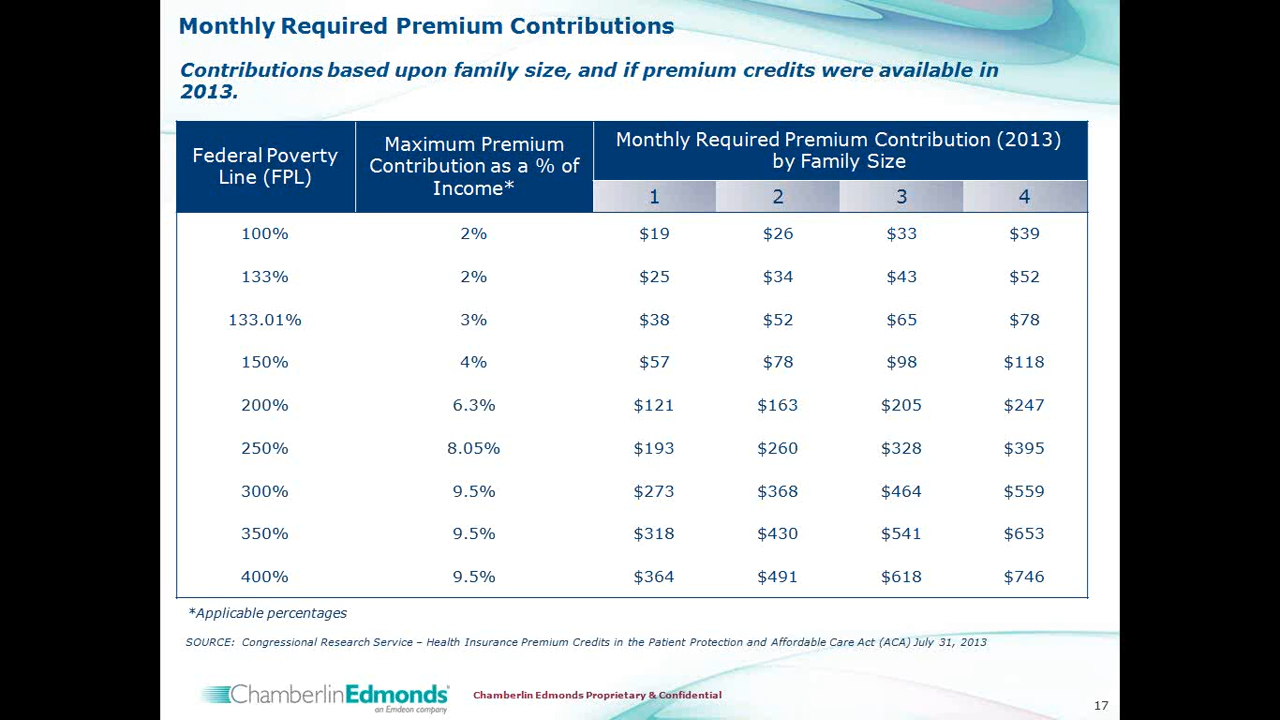 Monthly Required Premium Contributions
Contributions based upon family size, and if premium credits were available in
2013.
Federal Poverty
Line (FPL)
Maximum Premium
Contribution as a % of
Income*
Monthly Required Premium Contribution (2013)
by Family Size
1 2 3 4
100% 2% $19 $26 $33 $39
133% 2% $25 $34 $43 $52
133.01% 3% $38 $52 $65 $78
150% 4% $57 $78 $98 $118
200% 6.3% $121 $163 $205 $247
250% 8.05% $193 $260 $328 $395
300% 9.5% $273 $368 $464 $559
350% 9.5% $318 $430 $541 $653
400% 9.5% $364 $491 $618 $746
*Applicable percentages
SOURCE: Congressional Research Service – Health Insurance Premium Credits in the Patient Protection and Affordable Care Act (ACA) July 31, 2013
ChamberlinEdmonds
an Emdeon company
Chamberlin Edmonds Proprietary & Confidential
17